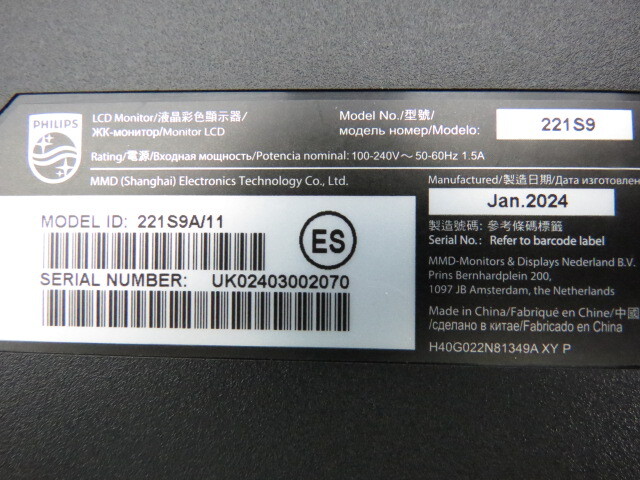 PHILIPS
LCD Monitor/液晶彩色顯示器/
ЖК-монитор/Monitor LCD
Model No./型號/
модель номер/Modelo:
221S9
Rating/電源/Входная мощность/Potencia nominal: 100-240V～ 50-60Hz 1.5A
MMD (Shanghai) Electronics Technology Co., Ltd.
Manufactured/製造日期/Дата изготовлен
Jan.2024
MODEL ID: 221S9A/11
ES
SERIAL NUMBER: UK02403002070
製造號碼: 參考條碼標籤
Serial No.: Refer to barcode label
MMD-Monitors & Displays Nederland B.V.
Prins Bernhardplein 200,
1097 JB Amsterdam, the Netherlands
Made in China/Fabriqué en Chine/中國
/сделано в китае/Fabricado en China
H40G022N81349A XY P